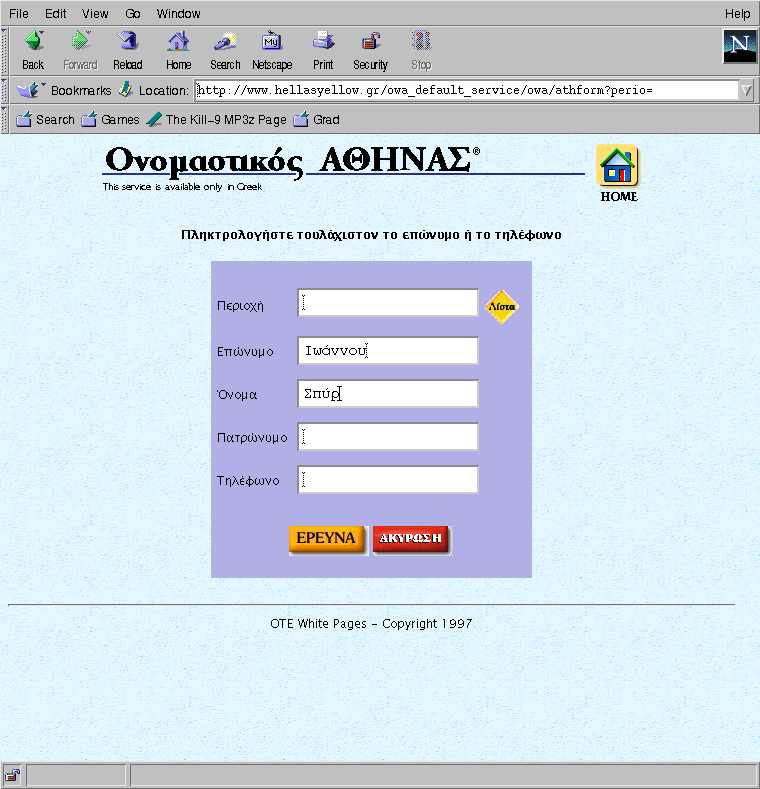 File Edit View Go Window Help
Back Forward Reload Home Search Netscape Print Security Stop
My
N
Bookmarks Location: http://www.hellasyellow.gr/owa_default_service/owa/athform?perio=
Search Games The Kill-9 MP3z Page Grad
Ονομαστικός ΑΘΗΝΑΣ®
This service is available only in Greek
HOME
Πληκτρολογήστε τουλάχιστον το επώνυμο ή το τηλέφωνο
Περιοχή Λίστα
Επώνυμο Ιωάννου
Όνομα Σπύρ
Πατρώνυμο
Τηλέφωνο
ΕΡΕΥΝΑ ΑΚΥΡΩΣΗ
OTE White Pages - Copyright 1997